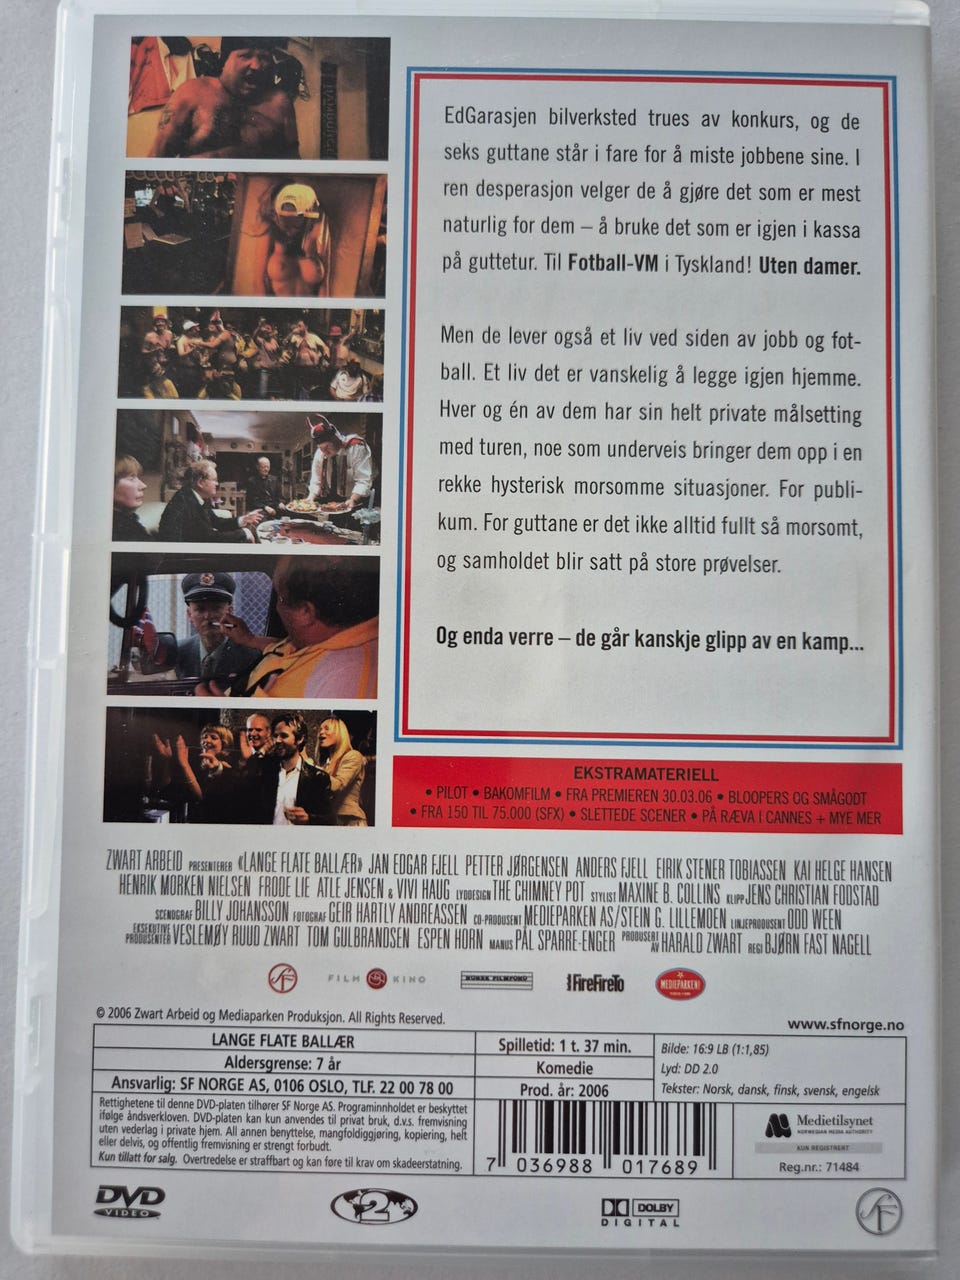 EdGarasjen bilverksted trues av konkurs, og de
seks guttane står i fare for å miste jobbene sine. I
ren desperasjon velger de å gjøre det som er mest
naturlig for dem – å bruke det som er igjen i kassa
på guttetur. Til Fotball-VM i Tyskland! Uten damer.
Men de lever også et liv ved siden av jobb og fot-
ball. Et liv det er vanskelig å legge igjen hjemme.
Hver og én av dem har sin helt private målsetting
med turen, noe som underveis bringer dem opp i en
rekke hysterisk morsomme situasjoner. For publi-
kum. For guttane er det ikke alltid fullt så morsomt,
og samholdet blir satt på store prøvelser.
Og enda verre – de går kanskje glipp av en kamp...
EKSTRAMATERIELL
• PILOT • BAKOMFILM • FRA PREMIEREN 30.03.06 • BLOOPERS OG SMÅGODT
• FRA 150 TIL 75.000 (SFX) • SLETTEDE SCENER • PÅ RÆVA I CANNES + MYE MER
ZWART ARBEID PRESENTERER «LANGE FLATE BALLÆR» JAN EDGAR FJELL PETTER JØRGENSEN ANDERS FJELL EIRIK STENER TOBIASSEN KAI HELGE HANSEN
HENRIK MORKEN NIELSEN FRODE LIE ATLE JENSEN & VIVI HAUG LYDDESIGN THE CHIMNEY POT STYLIST MAXINE B. COLLINS KLIPP JENS CHRISTIAN FODSTAD
SCENOGRAF BILLY JOHANSSON FOTOGRAF GEIR HARTLY ANDREASSEN CO-PRODUSENT MEDIEPARKEN AS/STEIN G. LILLEMOEN LINJEPRODUSENT ODD WEEN
EKSEKUTIVE PRODUSENTER VESLEMØY RUUD ZWART TOM GULBRANDSEN ESPEN HORN MANUS PÅL SPARRE-ENGER PRODUSERT AV HARALD ZWART REGI BJØRN FAST NAGELL
SF
FILM & KINO
NORSK FILMFOND
FireFireTo
MEDIEPARKEN!
© 2006 Zwart Arbeid og Mediaparken Produksjon. All Rights Reserved.
www.sfnorge.no
LANGE FLATE BALLÆR
Aldersgrense: 7 år
Ansvarlig: SF NORGE AS, 0106 OSLO, TLF. 22 00 78 00
Spilletid: 1 t. 37 min.
Komedie
Prod. år: 2006
Bilde: 16:9 LB (1:1,85)
Lyd: DD 2.0
Tekster: Norsk, dansk, finsk, svensk, engelsk
Rettighetene til denne DVD-platen tilhører SF Norge AS. Programinnholdet er beskyttet
ifølge åndsverkloven. DVD-platen kan kun anvendes til privat bruk, d.v.s. fremvisning
uten vederlag i private hjem. All annen benyttelse, mangfoldiggjøring, kopiering, helt
eller delvis, og offentlig fremvisning er strengt forbudt.
Kun tillatt for salg. Overtredelse er straffbart og kan føre til krav om skadeerstatning.
7 036988 017689
Medietilsynet
NORWEGIAN MEDIA AUTHORITY
KUN REGISTRERT
Reg.nr.: 71484
DVD
VIDEO
2
DOLBY
DIGITAL
SF